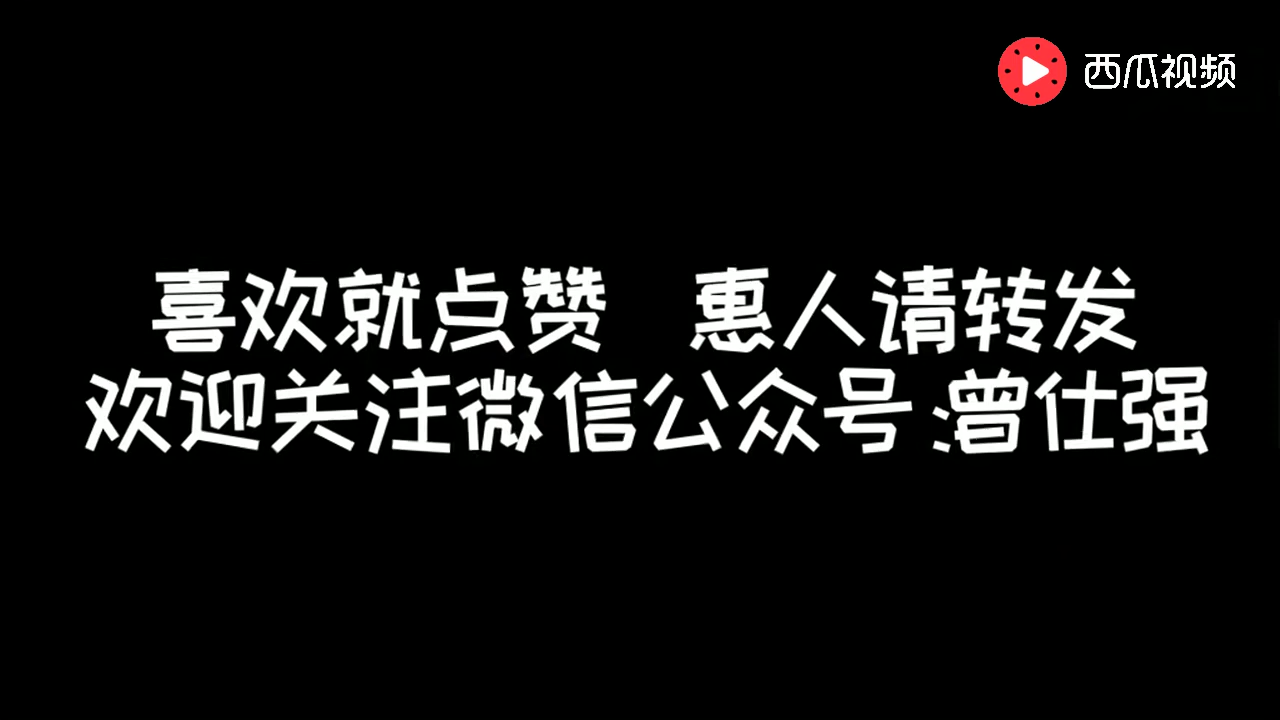 西瓜视频
喜欢就点赞 惠人请转发
欢迎关注微信公众号:曾仕强